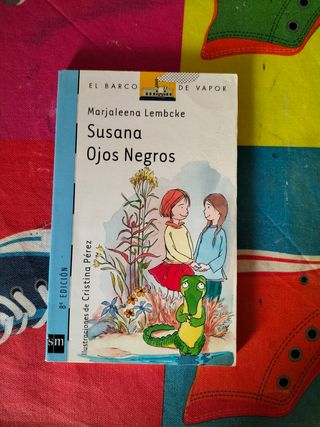 EL BARCO DE VAPOR
Marjaleena Lembcke
Susana
Ojos Negros
Ilustraciones de Cristina Pérez
8ª EDICIÓN
sm